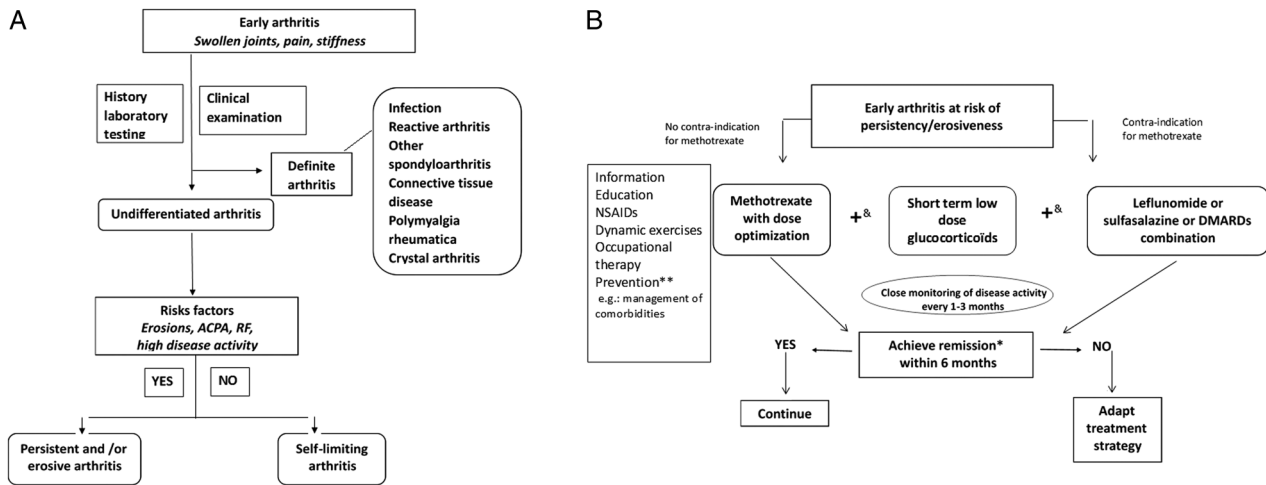 A
Early arthritis
Swollen joints, pain, stiffness
History
laboratory
testing
Clinical
examination
Definite
arthritis
Infection
Reactive arthritis
Other
spondyloarthritis
Connective tissue
disease
Polymyalgia
rheumatica
Crystal arthritis
Undifferentiated arthritis
Risks factors
Erosions, ACPA, RF,
high disease activity
YES
NO
Persistent and /or
erosive arthritis
Self-limiting
arthritis
B
Early arthritis at risk of
persistency/erosiveness
No contra-indication
for methotrexate
Contra-indication
for methotrexate
Information
Education
NSAIDs
Dynamic exercises
Occupational
therapy
Prevention**
e.g.: management of
comorbidities
Methotrexate
with dose
optimization
+&
Short term low
dose
glucocorticoïds
+&
Leflunomide or
sulfasalazine or DMARDs
combination
Close monitoring of disease activity
every 1-3 months
Achieve remission*
within 6 months
YES
NO
Continue
Adapt
treatment
strategy